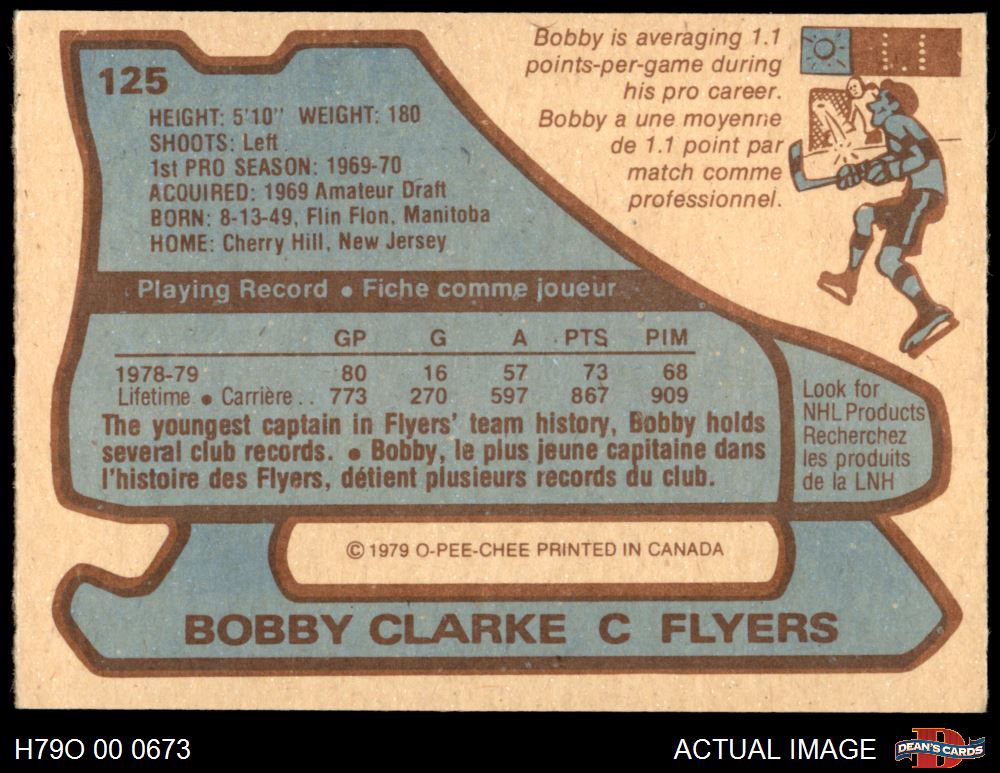 125
HEIGHT: 5'10" WEIGHT: 180
SHOOTS: Left
1st PRO SEASON: 1969-70
ACQUIRED: 1969 Amateur Draft
BORN: 8-13-49, Flin Flon, Manitoba
HOME: Cherry Hill, New Jersey
Bobby is averaging 1.1
points-per-game during
his pro career.
Bobby a une moyenne
de 1.1 point par
match comme
professionnel.
1.1
Playing Record • Fiche comme joueur
GP G A PTS PIM
1978-79 80 16 57 73 68
Lifetime • Carrière . . 773 270 597 867 909
The youngest captain in Flyers' team history, Bobby holds
several club records. • Bobby, le plus jeune capitaine dans
l'histoire des Flyers, détient plusieurs records du club.
Look for
NHL Products
Recherchez
les produits
de la LNH
© 1979 O-PEE-CHEE PRINTED IN CANADA
BOBBY CLARKE C FLYERS
H79O 00 0673
ACTUAL IMAGE
DEAN'S CARDS